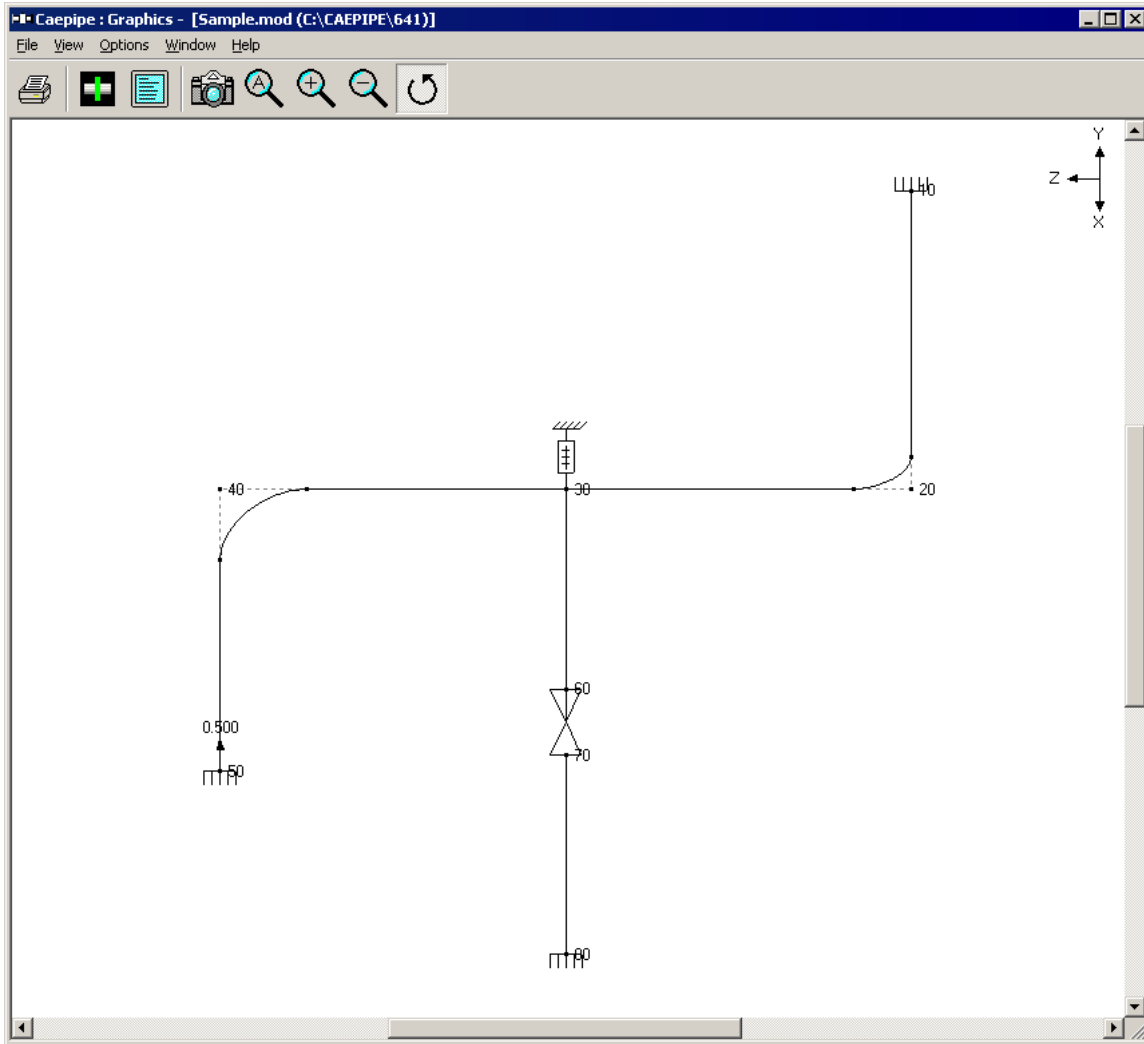 Caepipe : Graphics - [Sample.mod (C:\CAEPIPE\641)]
File View Options Window Help
A
Y
Z
X
10
40
30
20
60
0.500
70
50
80